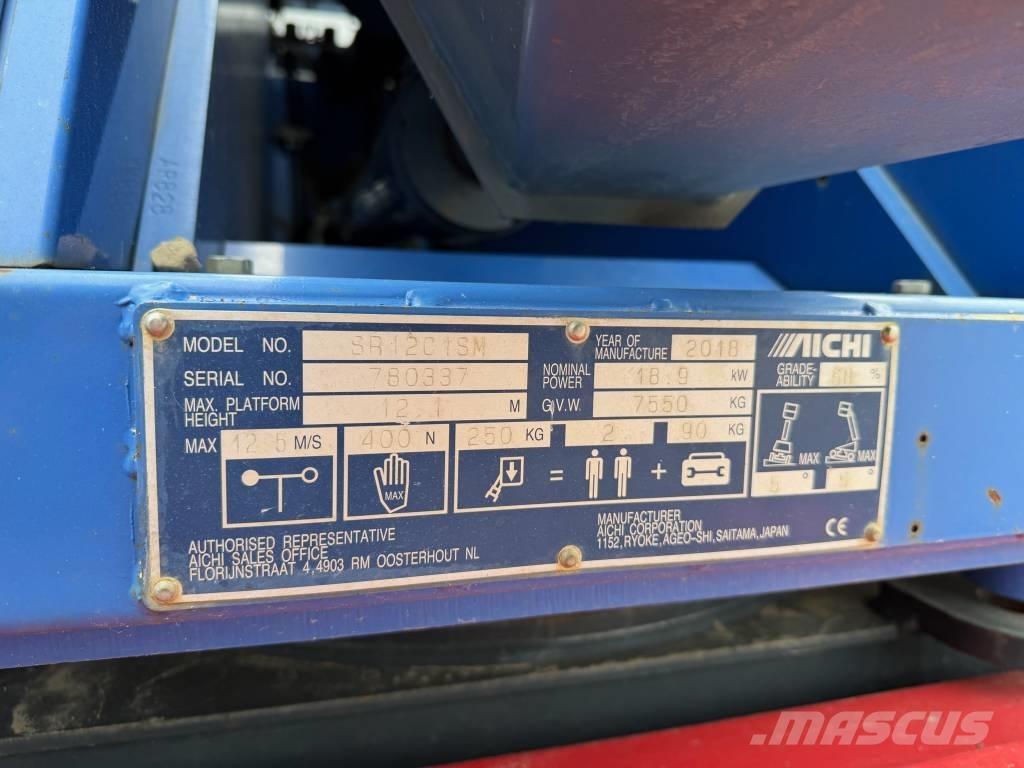 APB28
MODEL NO. SR12C1SM
SERIAL NO. 780337
MAX. PLATFORM HEIGHT 12.1 M
YEAR OF MANUFACTURE 2018
NOMINAL POWER 18.9 kW
G.V.W. 7550 KG
AICHI
GRADE-ABILITY %
MAX 12.5 M/S
400 N
250 KG
2
90 KG
MAX
=
+
MAX
MAX
5 °
5 °
AUTHORISED REPRESENTATIVE
AICHI SALES OFFICE
FLORIJNSTRAAT 4,4903 RM OOSTERHOUT NL
MANUFACTURER
AICHI CORPORATION
1152,RYOKE,AGEO-SHI,SAITAMA,JAPAN
CE
MASCUS